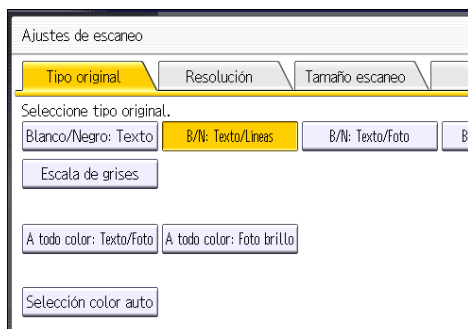 Ajustes de escaneo
Tipo original Resolución Tamaño escaneo
Seleccione tipo original.
Blanco/Negro: Texto B/N: Texto/Líneas B/N: Texto/Foto B
Escala de grises
A todo color: Texto/Foto A todo color: Foto brillo
Selección color auto